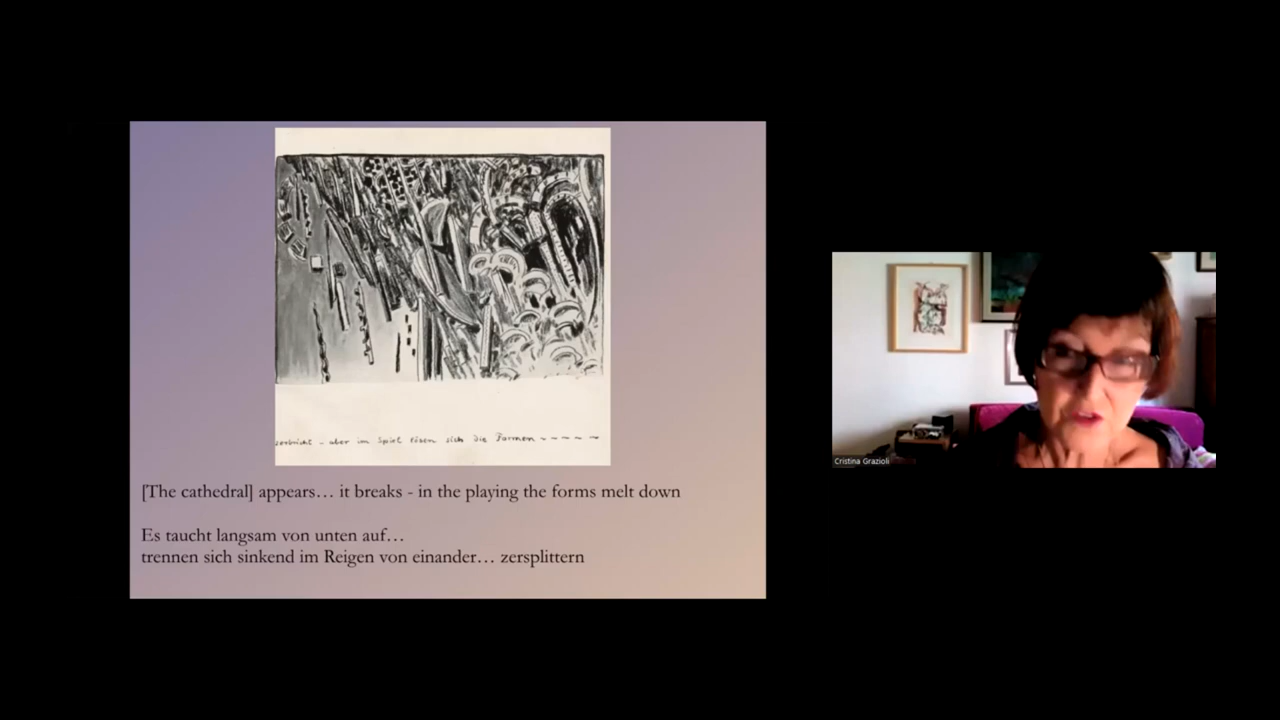 zerbricht – aber im Spiel lösen sich die Formen – – – – –
[The cathedral] appears… it breaks - in the playing the forms melt down
Es taucht langsam von unten auf…
trennen sich sinkend im Reigen von einander… zersplittern
Cristina Grazioli